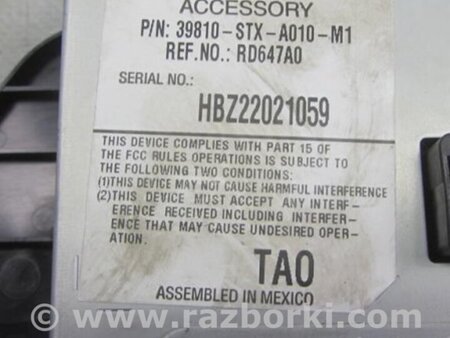 ACCESSORY
P/N: 39810-STX-A010-M1
REF.NO.: RD647A0
SERIAL NO.:
HBZ22021059
THIS DEVICE COMPLIES WITH PART 15 OF
THE FCC RULES OPERATIONS IS SUBJECT TO
THE FOLLOWING TWO CONDITIONS:
(1)THIS DEVICE MAY NOT CAUSE HARMFUL INTERFERENCE
(2)THIS DEVICE MUST ACCEPT ANY INTERF-
ERENCE RECEIVED INCLUDING INTERFER-
ENCE THAT MAY CAUSE UNDESIRED OPER-
ATION.
TA0
ASSEMBLED IN MEXICO
© www.razborki.com